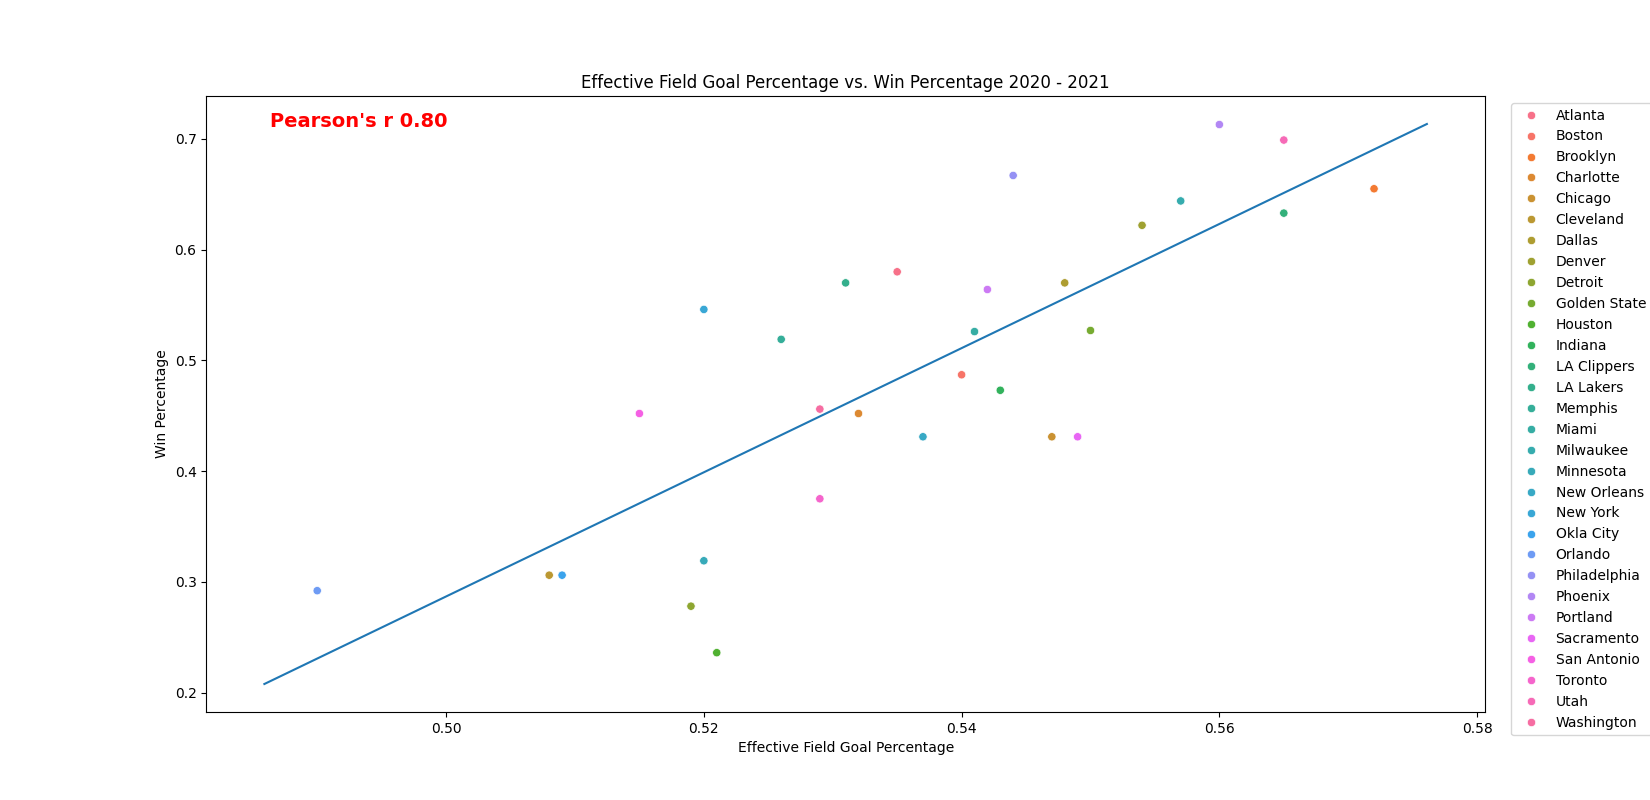 Effective Field Goal Percentage vs. Win Percentage 2020 - 2021
Pearson's r 0.80
0.7
0.6
0.5
0.4
0.3
0.2
Win Percentage
0.50 0.52 0.54 0.56 0.58
Effective Field Goal Percentage
Atlanta
Boston
Brooklyn
Charlotte
Chicago
Cleveland
Dallas
Denver
Detroit
Golden State
Houston
Indiana
LA Clippers
LA Lakers
Memphis
Miami
Milwaukee
Minnesota
New Orleans
New York
Okla City
Orlando
Philadelphia
Phoenix
Portland
Sacramento
San Antonio
Toronto
Utah
Washington